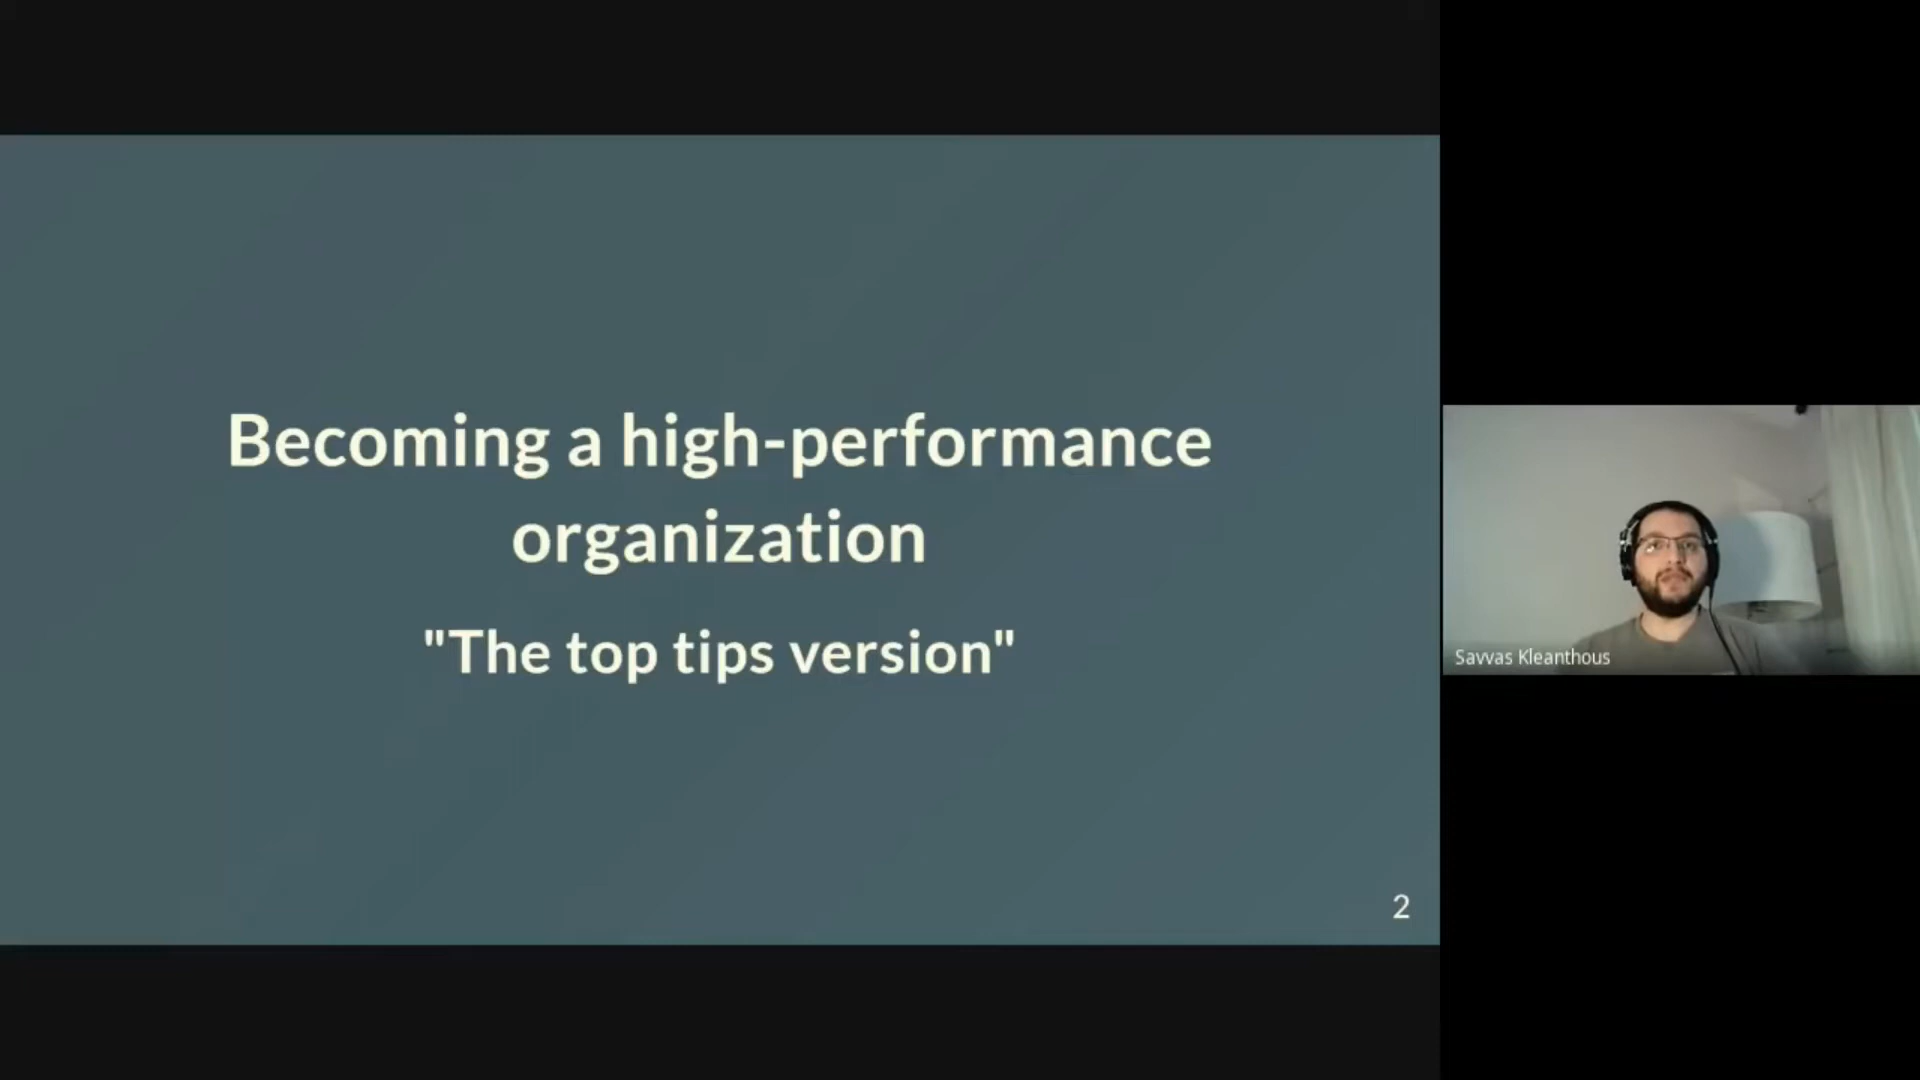 Becoming a high-performance
organization
"The top tips version"
2
Savvas Kleanthous